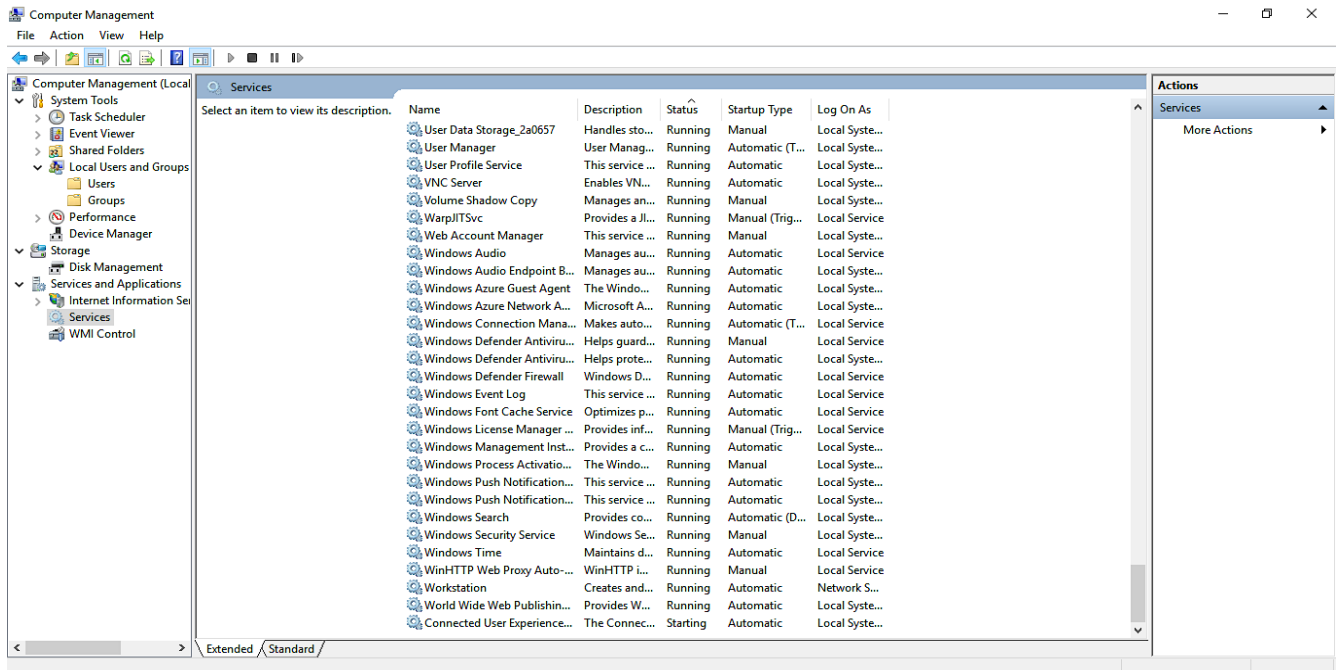 Computer Management
File Action View Help
Computer Management (Local
System Tools
Task Scheduler
Event Viewer
Shared Folders
Local Users and Groups
Users
Groups
Performance
Device Manager
Storage
Disk Management
Services and Applications
Internet Information Ser
Services
WMI Control
Services
Select an item to view its description.
Name Description Status Startup Type Log On As
User Data Storage_2a0657 Handles sto... Running Manual Local Syste...
User Manager User Manag... Running Automatic (T... Local Syste...
User Profile Service This service ... Running Automatic Local Syste...
VNC Server Enables VN... Running Automatic Local Syste...
Volume Shadow Copy Manages an... Running Manual Local Syste...
WarpJITSvc Provides a JI... Running Manual (Trig... Local Service
Web Account Manager This service ... Running Manual Local Syste...
Windows Audio Manages au... Running Automatic Local Service
Windows Audio Endpoint B... Manages au... Running Automatic Local Syste...
Windows Azure Guest Agent The Windo... Running Automatic Local Syste...
Windows Azure Network A... Microsoft A... Running Automatic Local Syste...
Windows Connection Mana... Makes auto... Running Automatic (T... Local Service
Windows Defender Antiviru... Helps guard... Running Manual Local Service
Windows Defender Antiviru... Helps prote... Running Automatic Local Syste...
Windows Defender Firewall Windows D... Running Automatic Local Service
Windows Event Log This service ... Running Automatic Local Service
Windows Font Cache Service Optimizes p... Running Automatic Local Service
Windows License Manager ... Provides inf... Running Manual (Trig... Local Service
Windows Management Inst... Provides a c... Running Automatic Local Syste...
Windows Process Activatio... The Windo... Running Manual Local Syste...
Windows Push Notification... This service ... Running Automatic Local Syste...
Windows Push Notification... This service ... Running Automatic Local Syste...
Windows Search Provides co... Running Automatic (D... Local Syste...
Windows Security Service Windows Se... Running Manual Local Syste...
Windows Time Maintains d... Running Automatic Local Service
WinHTTP Web Proxy Auto-... WinHTTP i... Running Manual Local Service
Workstation Creates and... Running Automatic Network S...
World Wide Web Publishin... Provides W... Running Automatic Local Syste...
Connected User Experience... The Connec... Starting Automatic Local Syste...
Extended Standard
Actions
Services
More Actions